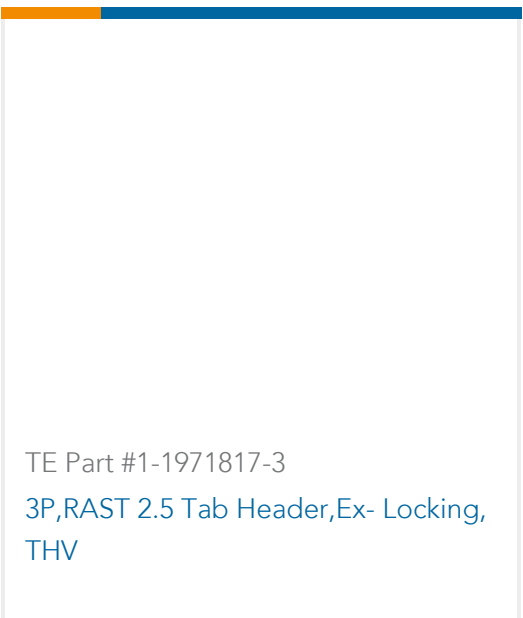 TE Part #1-1971817-3
3P,RAST 2.5 Tab Header,Ex- Locking,
THV